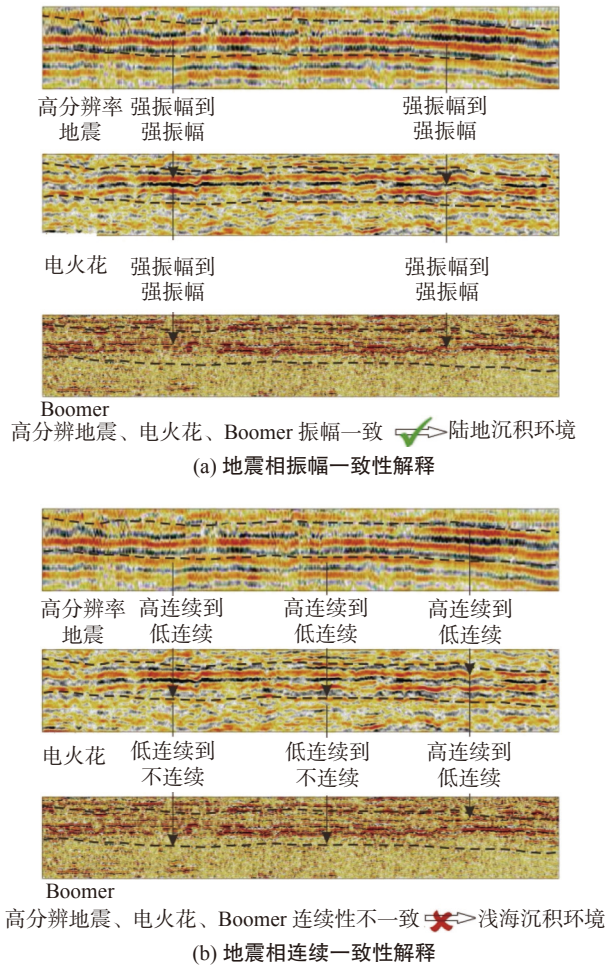 高分辨率 强振幅到 强振幅到
地震 强振幅 强振幅
电火花 强振幅到 强振幅到
强振幅 强振幅
Boomer
高分辨地震、电火花、Boomer 振幅一致 陆地沉积环境
(a) 地震相振幅一致性解释
高分辨率 高连续到 高连续到 高连续到
地震 低连续 低连续 低连续
电火花 低连续到 低连续到 高连续到
不连续 不连续 低连续
Boomer
高分辨地震、电火花、Boomer 连续性不一致 浅海沉积环境
(b) 地震相连续一致性解释